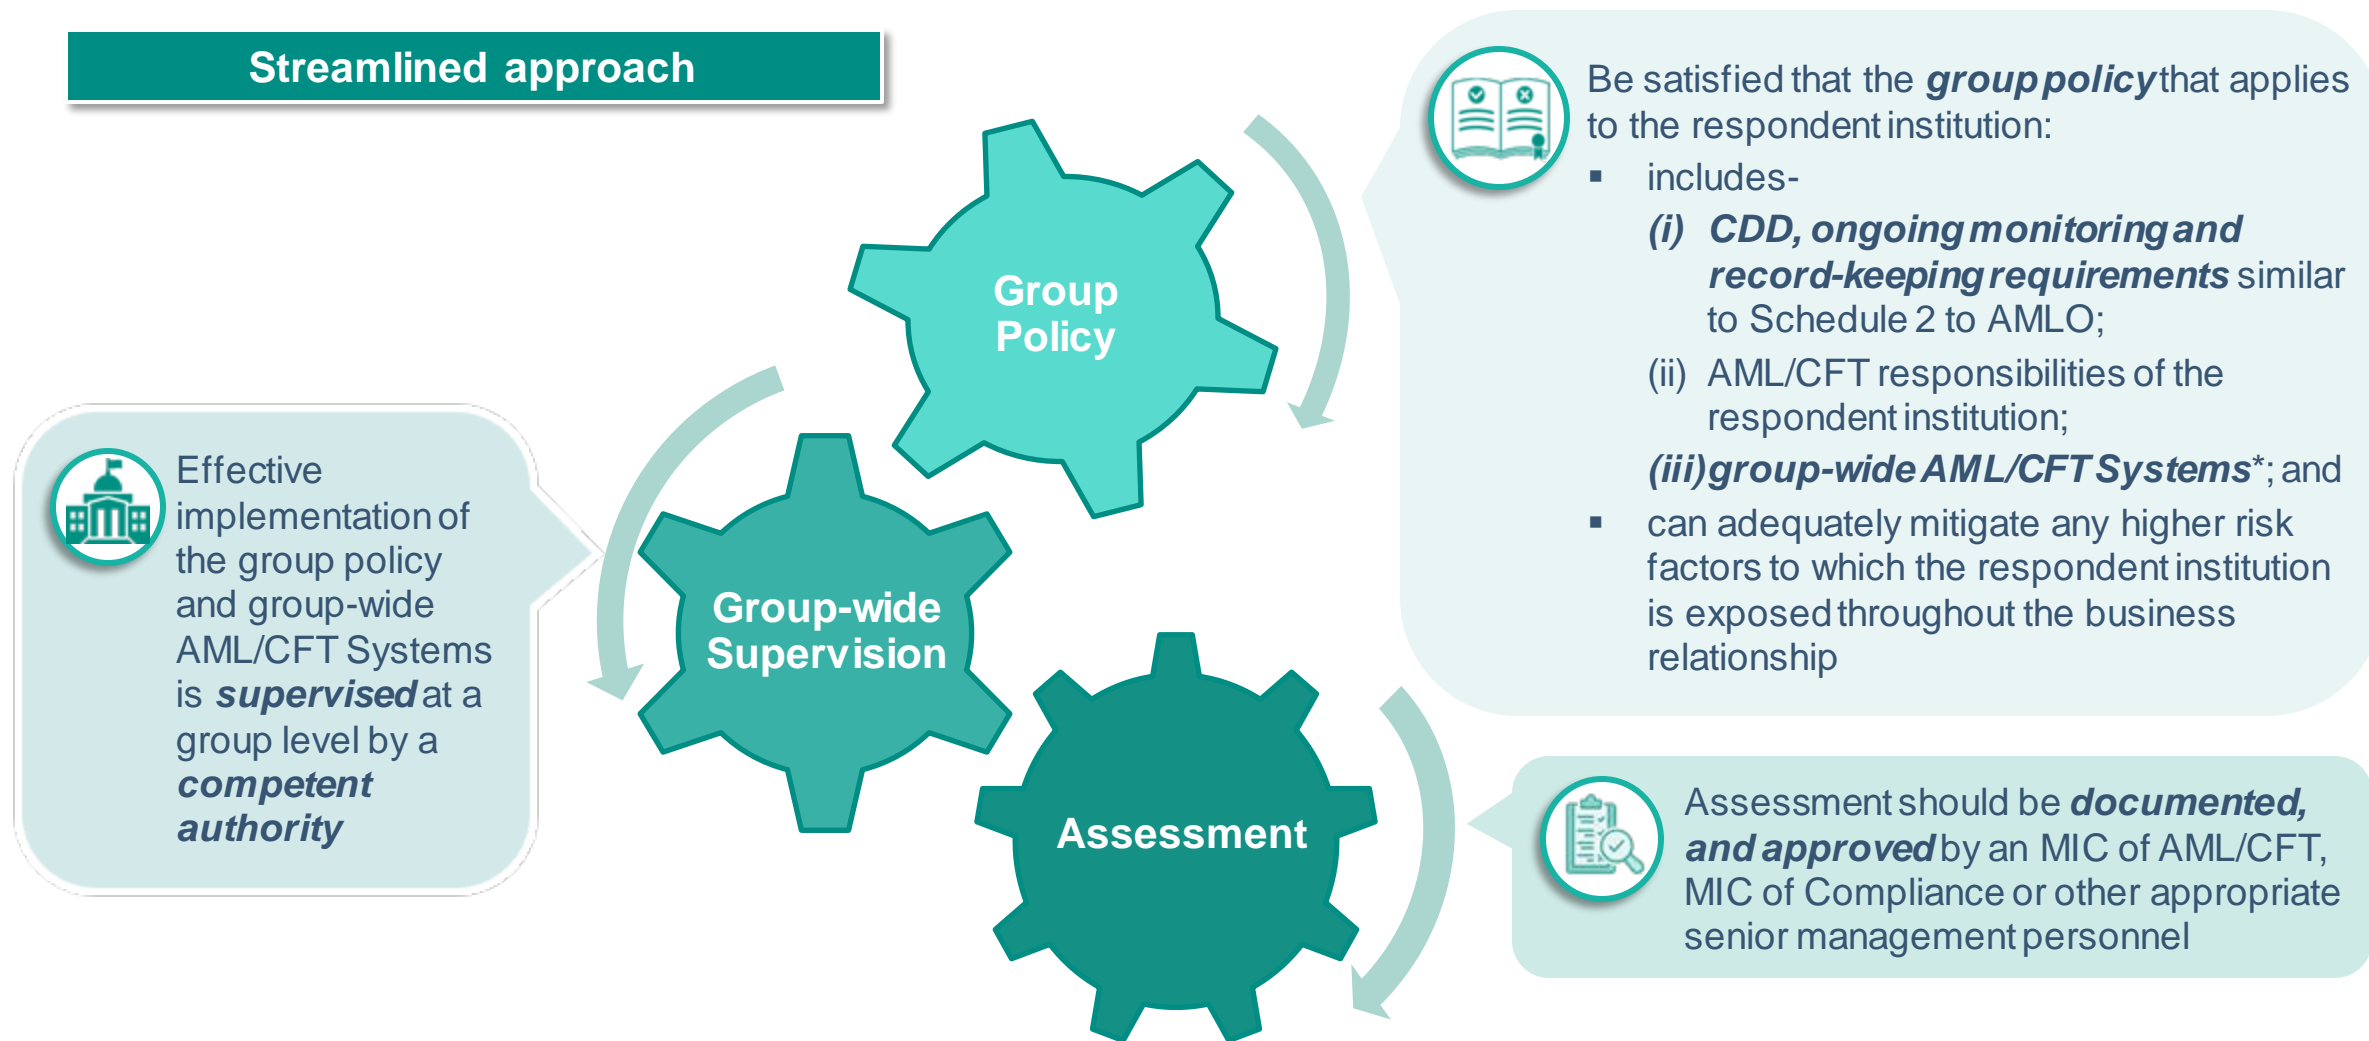 Streamlined approach
Group
Policy
Be satisfied that the group policy that applies
to the respondent institution:
▪ includes-
(i) CDD, ongoing monitoring and
record-keeping requirements similar
to Schedule 2 to AMLO;
(ii) AML/CFT responsibilities of the
respondent institution;
(iii) group-wide AML/CFT Systems*; and
▪ can adequately mitigate any higher risk
factors to which the respondent institution
is exposed throughout the business
relationship
Group-wide
Supervision
Effective
implementation of
the group policy
and group-wide
AML/CFT Systems
is supervised at a
group level by a
competent
authority
Assessment
Assessment should be documented,
and approved by an MIC of AML/CFT,
MIC of Compliance or other appropriate
senior management personnel